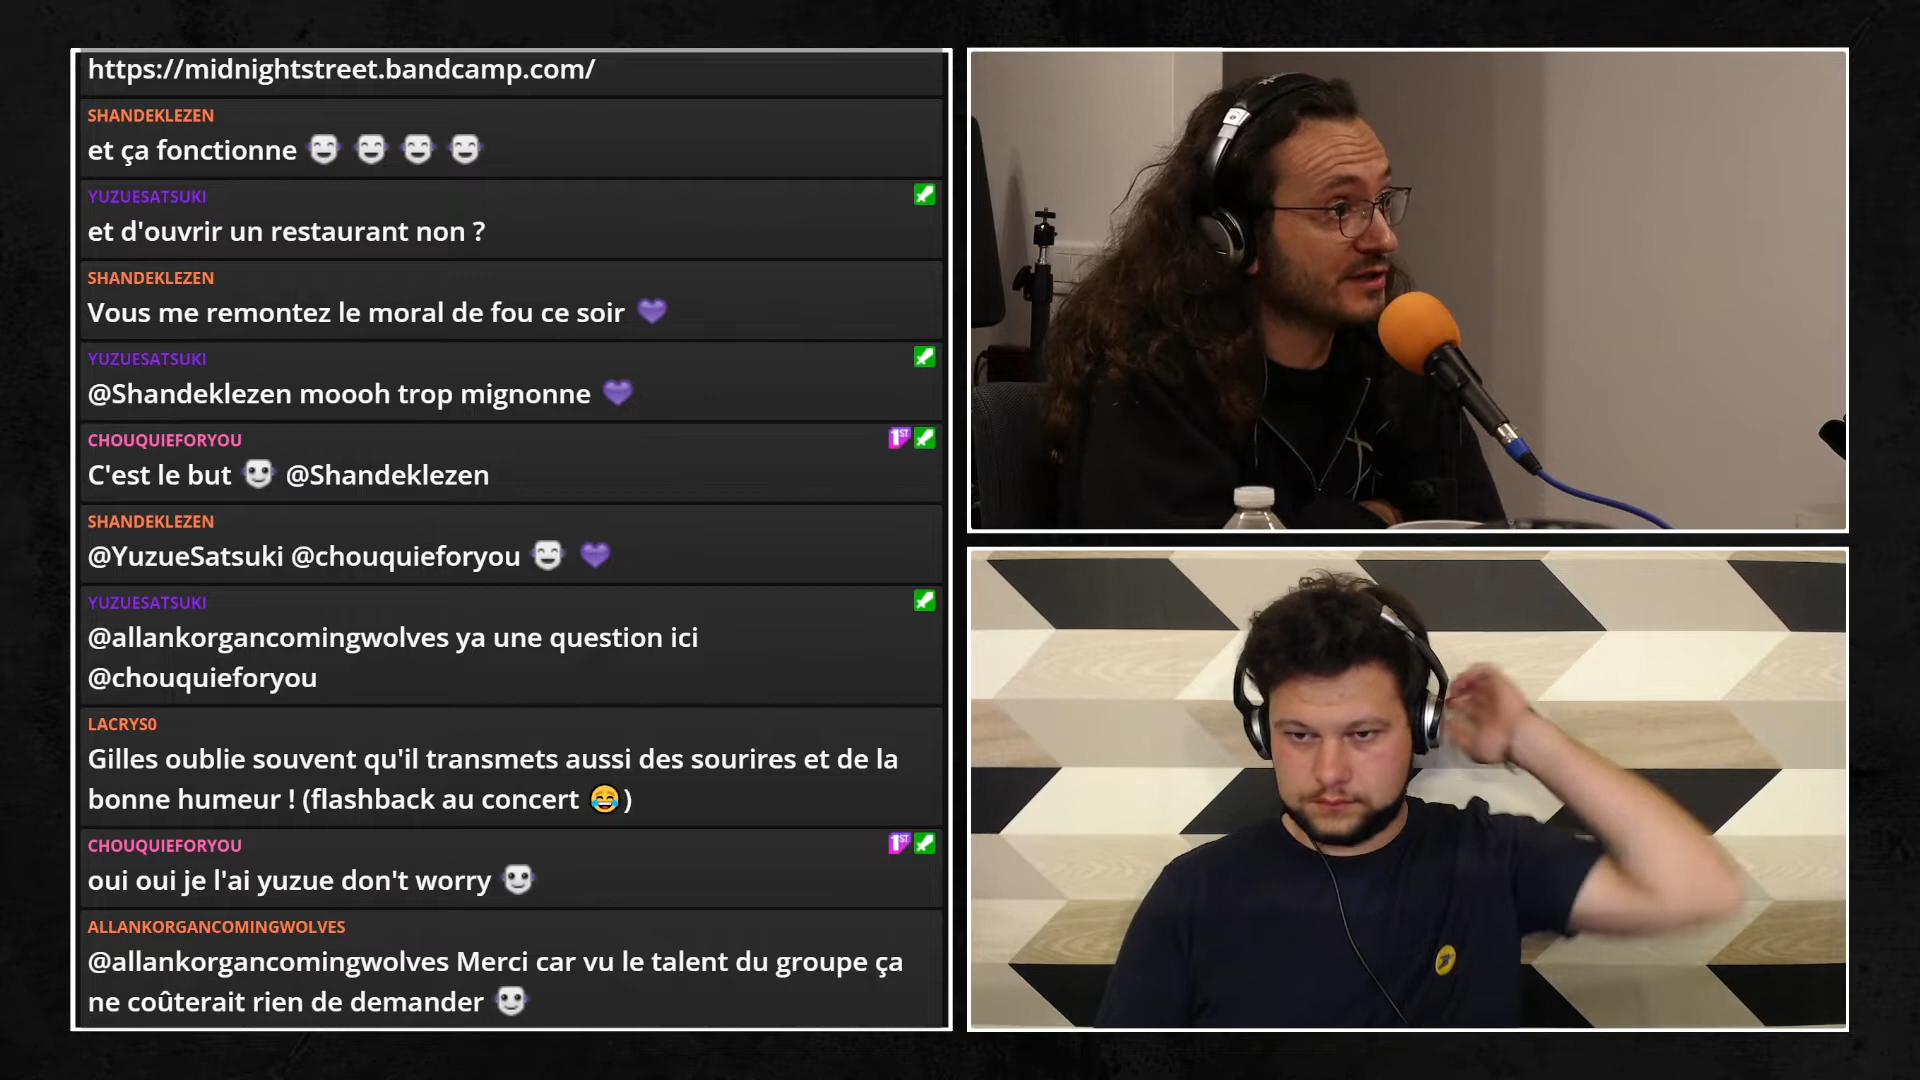 https://midnightstreet.bandcamp.com/
SHANDEKLEZEN
et ça fonctionne
YUZUESATSUKI
et d'ouvrir un restaurant non ?
SHANDEKLEZEN
Vous me remontez le moral de fou ce soir 💜
YUZUESATSUKI
@Shandeklezen moooh trop mignonne 💜
CHOUQUIEFORYOU 1ST
C'est le but @Shandeklezen
SHANDEKLEZEN
@YuzueSatsuki @chouquieforyou 💜
YUZUESATSUKI
@allankorgancomingwolves ya une question ici
@chouquieforyou
LACRYS0
Gilles oublie souvent qu'il transmets aussi des sourires et de la
bonne humeur ! (flashback au concert 😂)
CHOUQUIEFORYOU 1ST
oui oui je l'ai yuzue don't worry
ALLANKORGANCOMINGWOLVES
@allankorgancomingwolves Merci car vu le talent du groupe ça
ne coûterait rien de demander